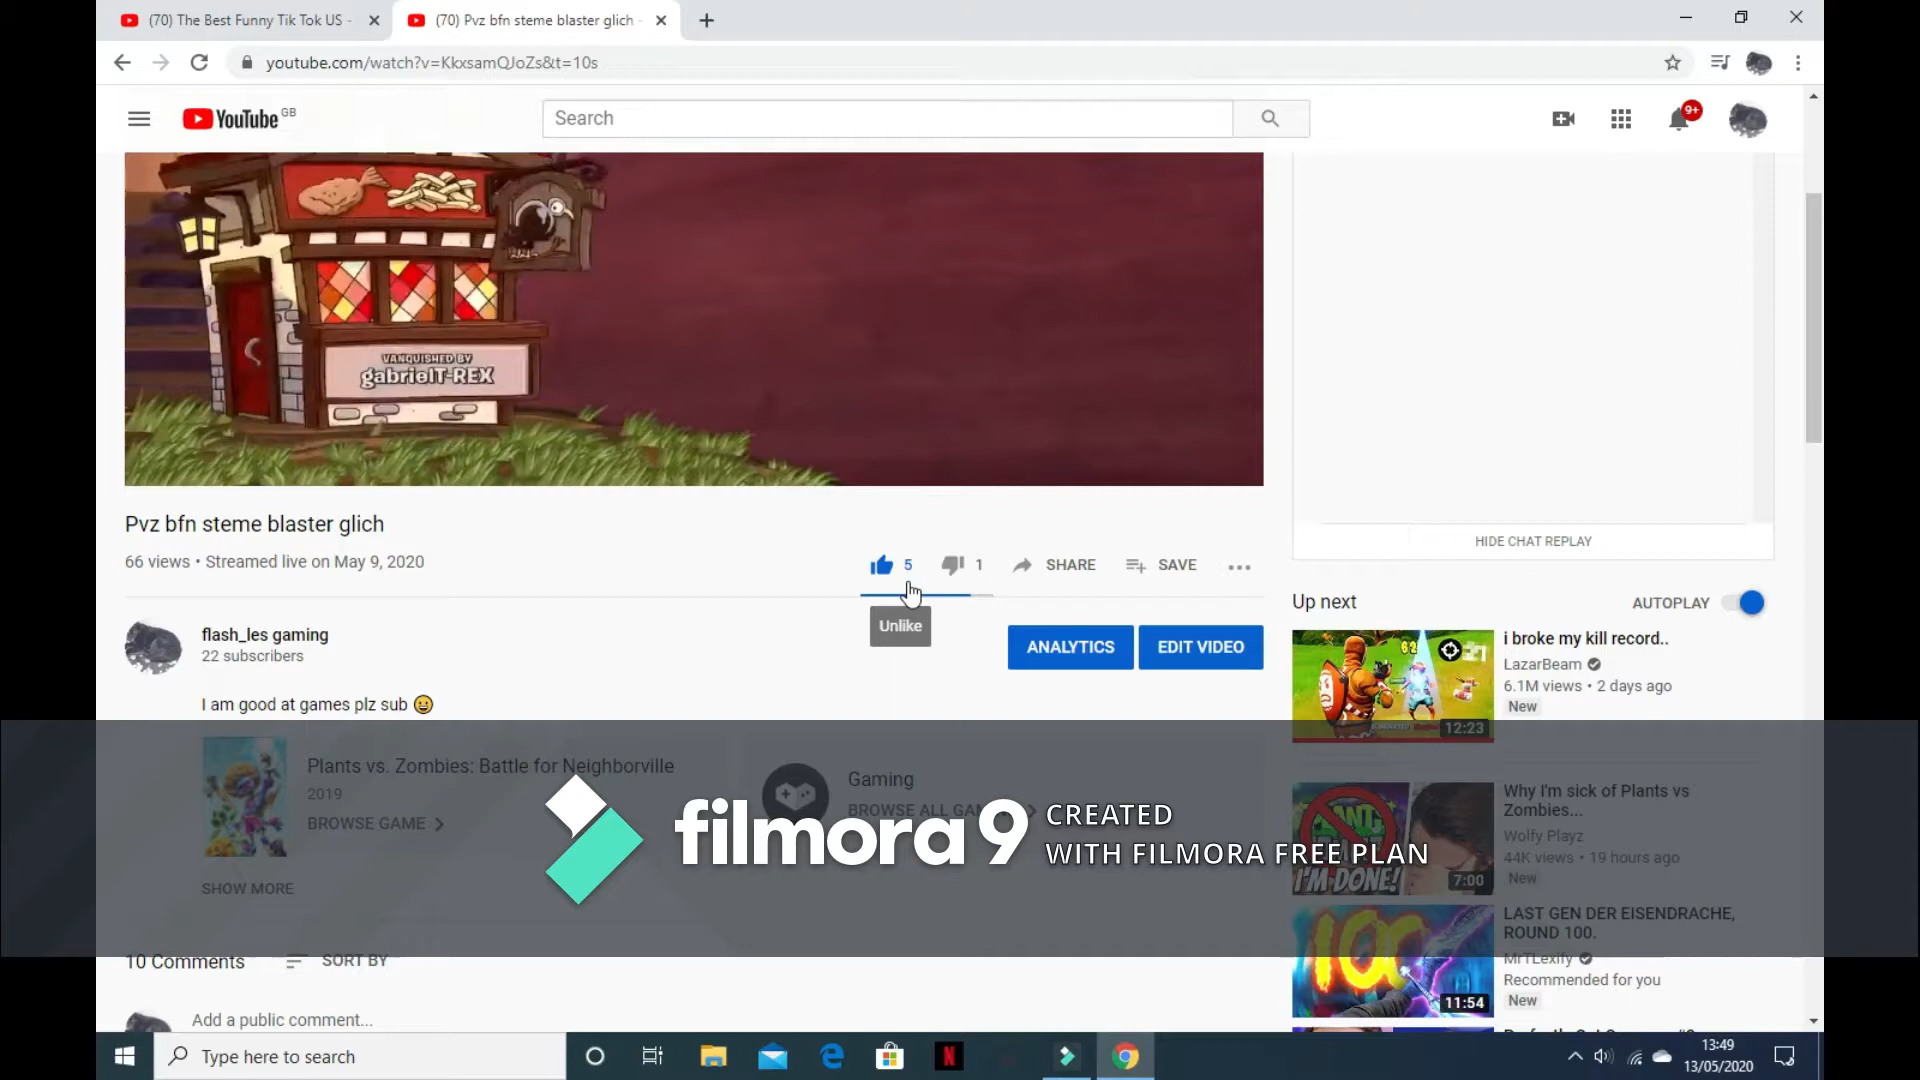 (70) The Best Funny Tik Tok US -
(70) Pvz bfn steme blaster glich -
youtube.com/watch?v=KkxsamQJoZs&t=10s
YouTube GB
Search
9+
VANQUISHED BY
gabrielT-REX
Pvz bfn steme blaster glich
66 views • Streamed live on May 9, 2020
5
1
SHARE
SAVE
Unlike
flash_les gaming
22 subscribers
ANALYTICS
EDIT VIDEO
I am good at games plz sub 😀
Plants vs. Zombies: Battle for Neighborville
2019
BROWSE GAME
Gaming
BROWSE ALL GAM
SHOW MORE
filmora9
CREATED
WITH FILMORA FREE PLAN
10 Comments
SORT BY
Add a public comment...
HIDE CHAT REPLAY
Up next
AUTOPLAY
i broke my kill record..
LazarBeam
6.1M views • 2 days ago
New
12:23
Why I'm sick of Plants vs
Zombies...
Wolfy Playz
44K views • 19 hours ago
New
I'M DONE!
7:00
LAST GEN DER EISENDRACHE,
ROUND 100.
MrTLexify
Recommended for you
New
100
11:54
Type here to search
13:49
13/05/2020